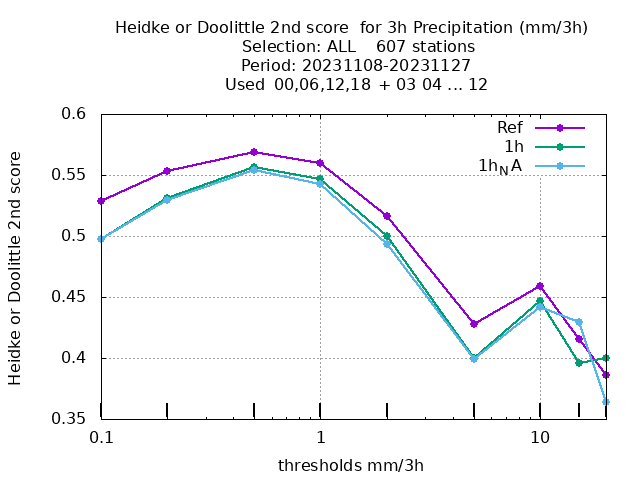 Heidke or Doolittle 2nd score for 3h Precipitation (mm/3h)
Selection: ALL 607 stations
Period: 20231108-20231127
Used 00,06,12,18 + 03 04 ... 12
Heidke or Doolittle 2nd score
0.6
0.55
0.5
0.45
0.4
0.35
Ref
1h
1h_NA
0.1 1 10
thresholds mm/3h